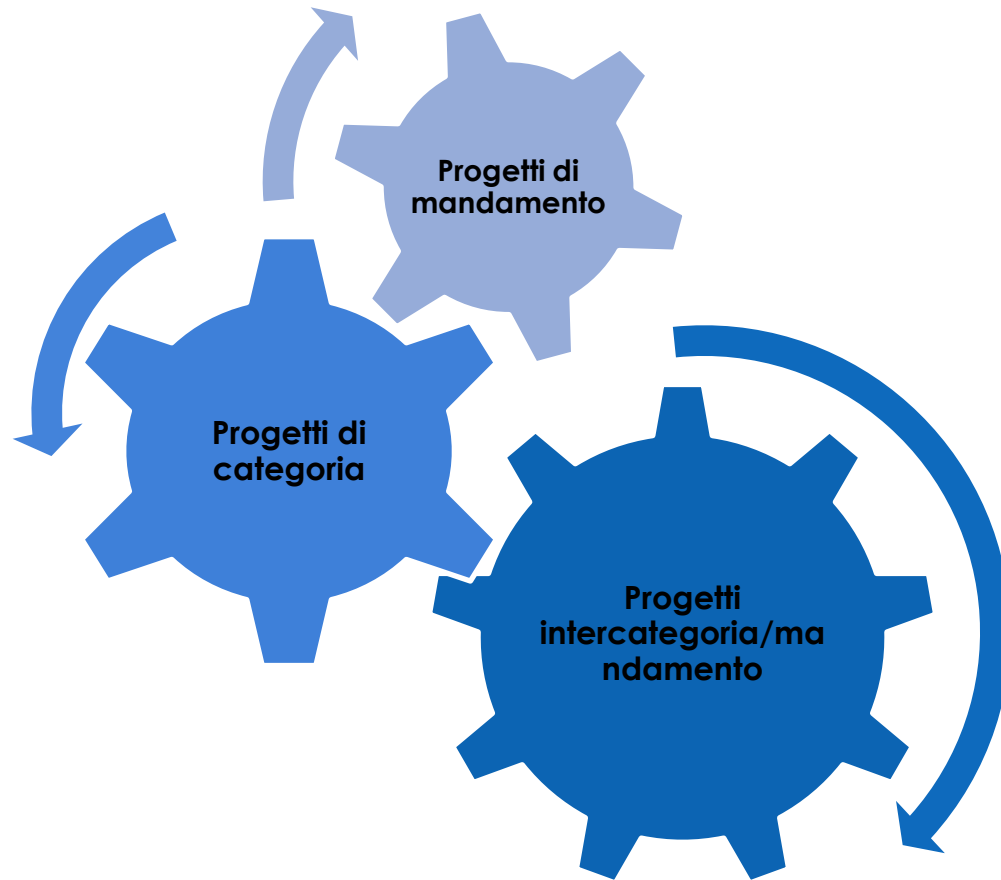 Progetti di
mandamento
Progetti di
categoria
Progetti
intercategoria/ma
ndamento